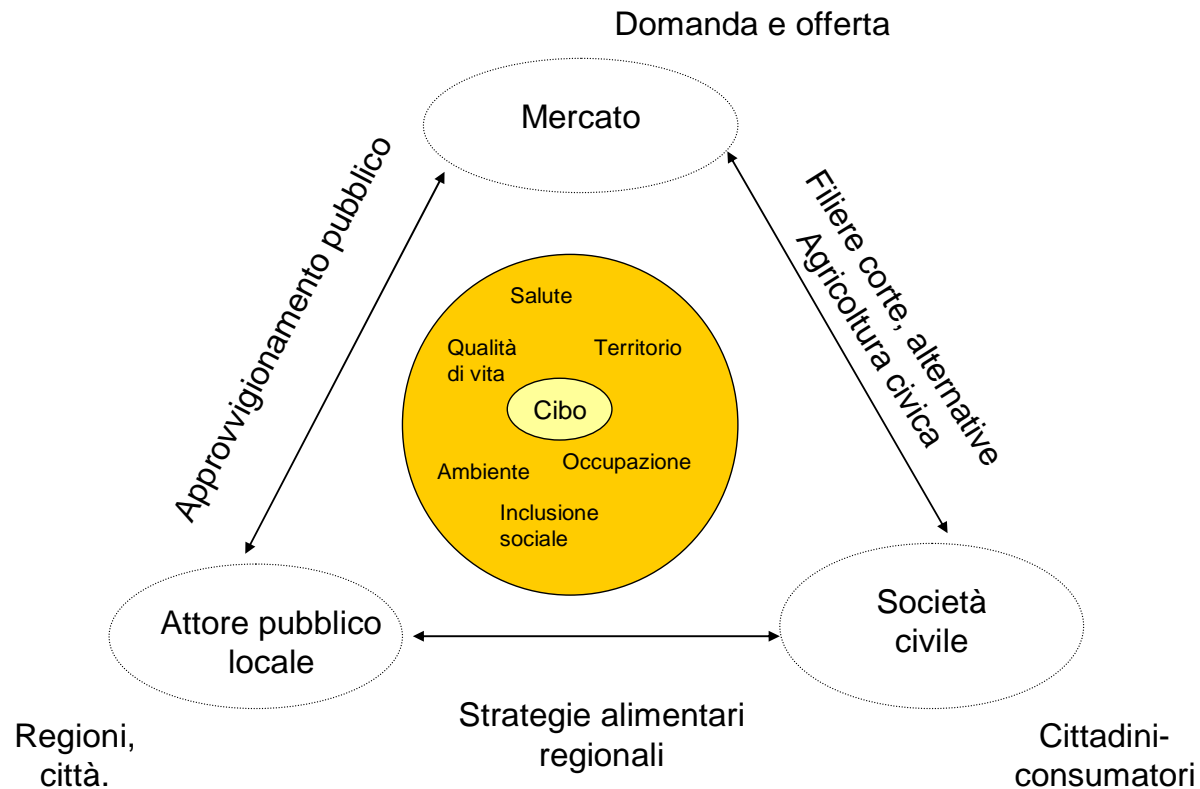 Domanda e offerta
Mercato
Approvvigionamento pubblico
Filiere corte, alternative
Agricoltura civica
Salute
Qualità
di vita
Territorio
Cibo
Ambiente
Occupazione
Inclusione
sociale
Attore pubblico
locale
Società
civile
Strategie alimentari
regionali
Regioni,
città.
Cittadini-
consumatori